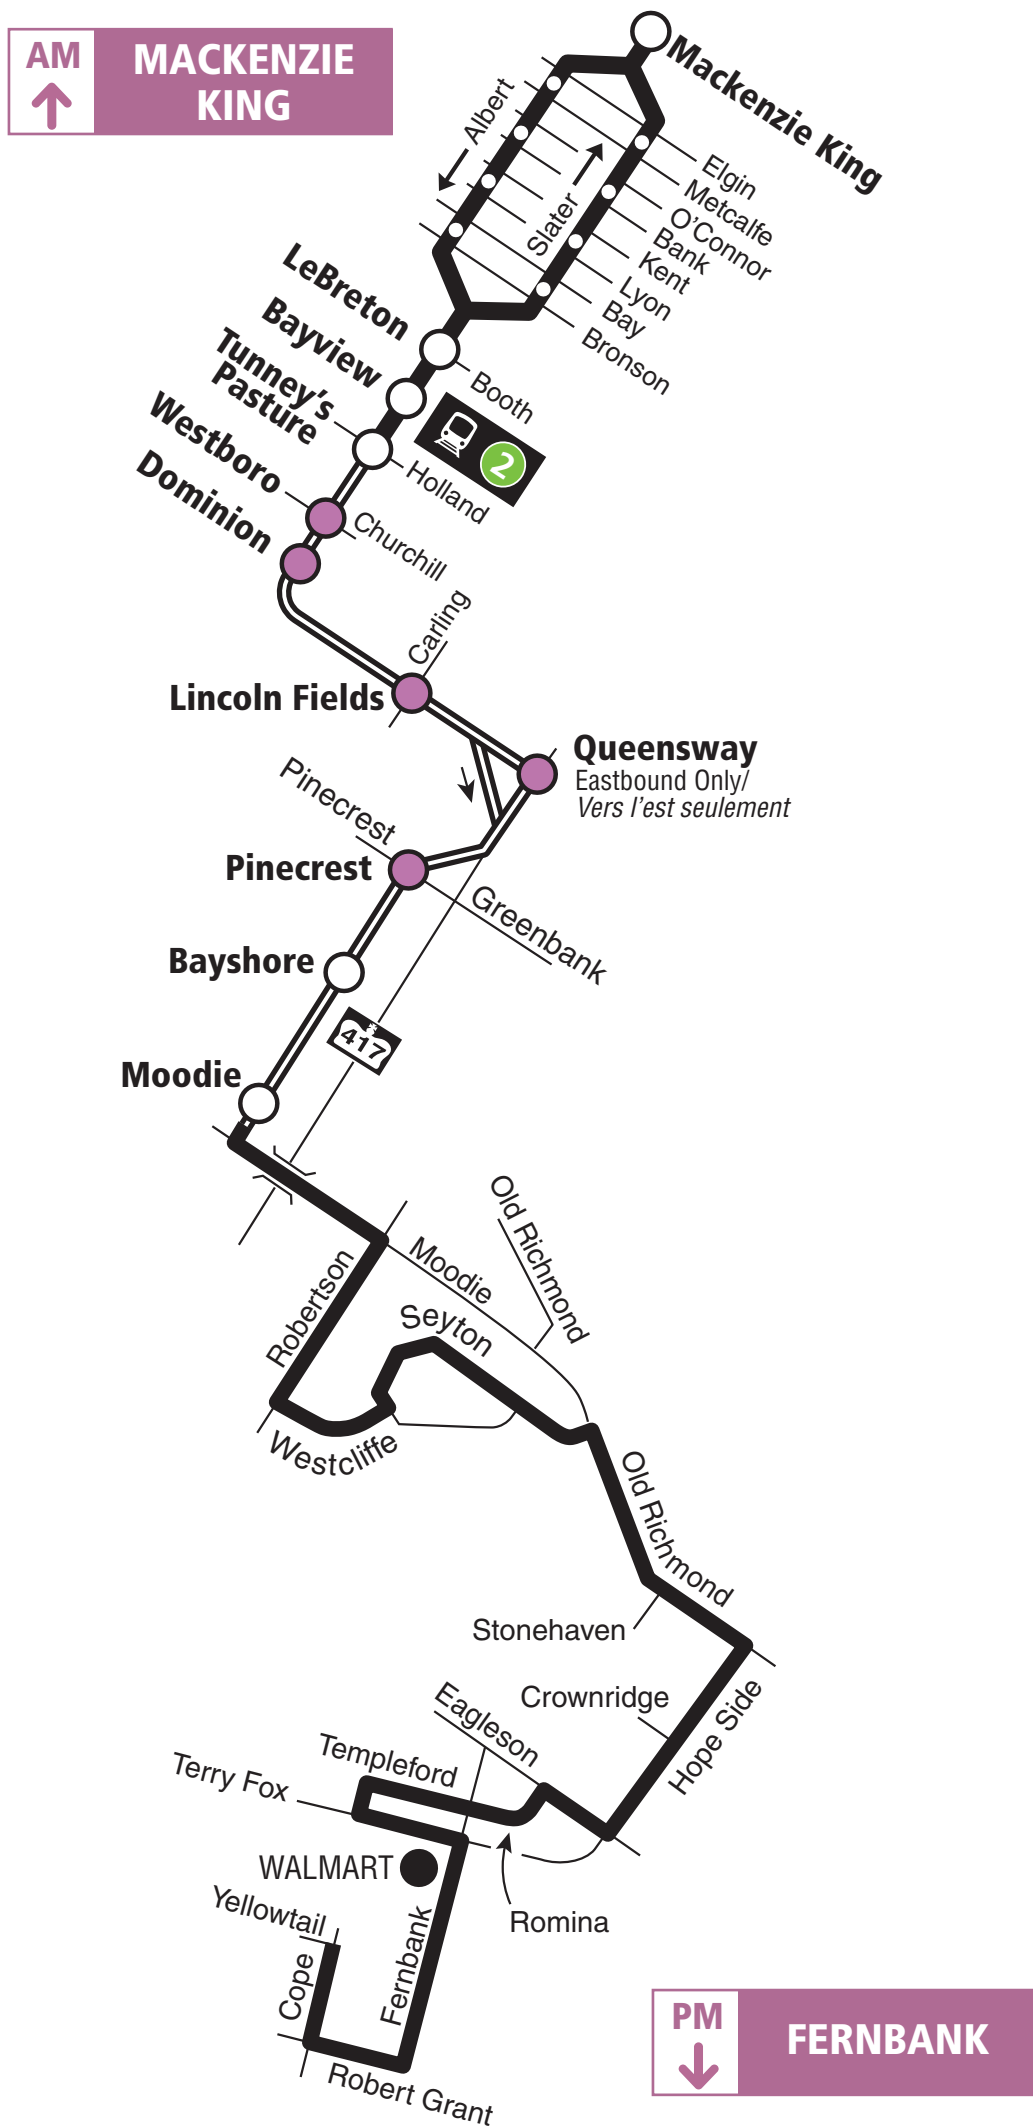 AM
MACKENZIE
KING
Mackenzie King
Albert
Slater
Elgin
Metcalfe
O'Connor
Bank
Kent
Lyon
Bay
Bronson
LeBreton
Bayview
Tunney's
Pasture
Westboro
Dominion
Booth
2
Holland
Churchill
Carling
Lincoln Fields
Queensway
Eastbound Only/
Vers l'est seulement
Pinecrest
Pinecrest
Greenbank
Bayshore
417
Moodie
Old Richmond
Moodie
Robertson
Seyton
Westcliffe
Old Richmond
Stonehaven
Crownridge
Hope Side
Eagleson
Templeford
Terry Fox
WALMART
Yellowtail
Romina
Cope
Fernbank
Robert Grant
PM
FERNBANK